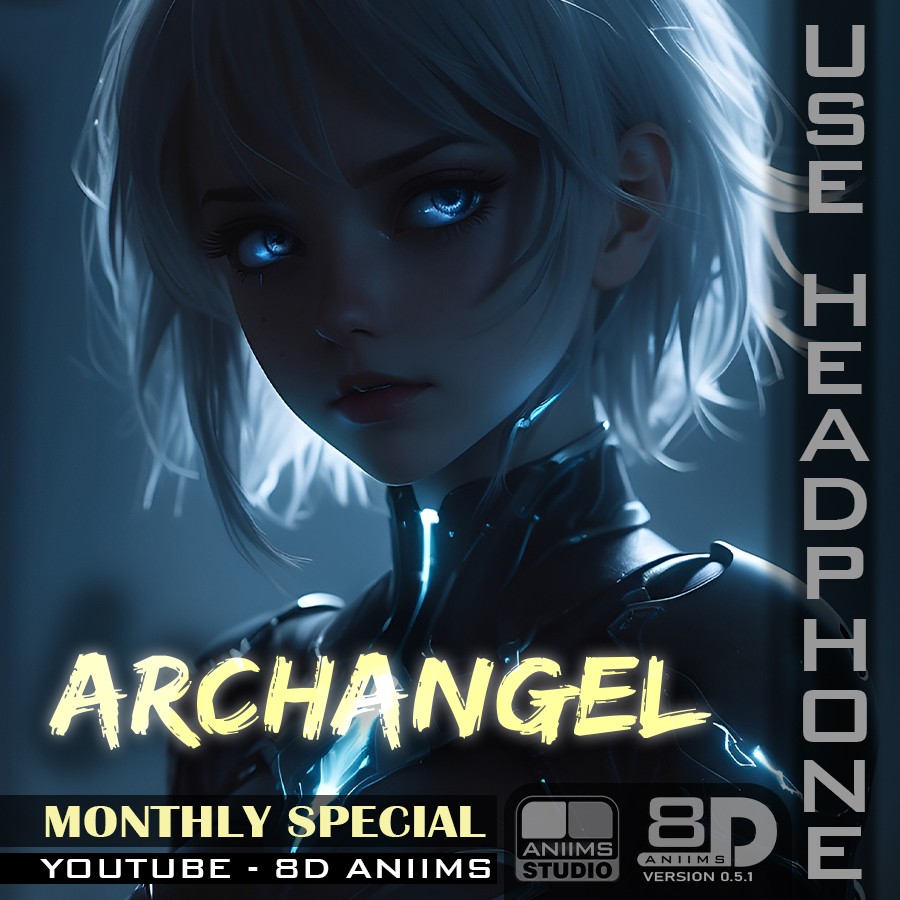 USE HEADPHONE
ARCHANGEL
MONTHLY SPECIAL
YOUTUBE - 8D ANIIMS
ANIIMS
STUDIO
8D
ANIIMS
VERSION 0.5.1